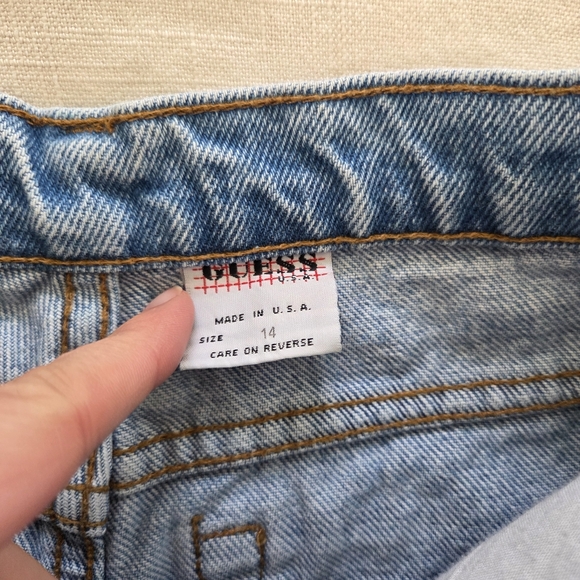 GUESS
U.S.A.
MADE IN U.S.A.
SIZE 14
CARE ON REVERSE